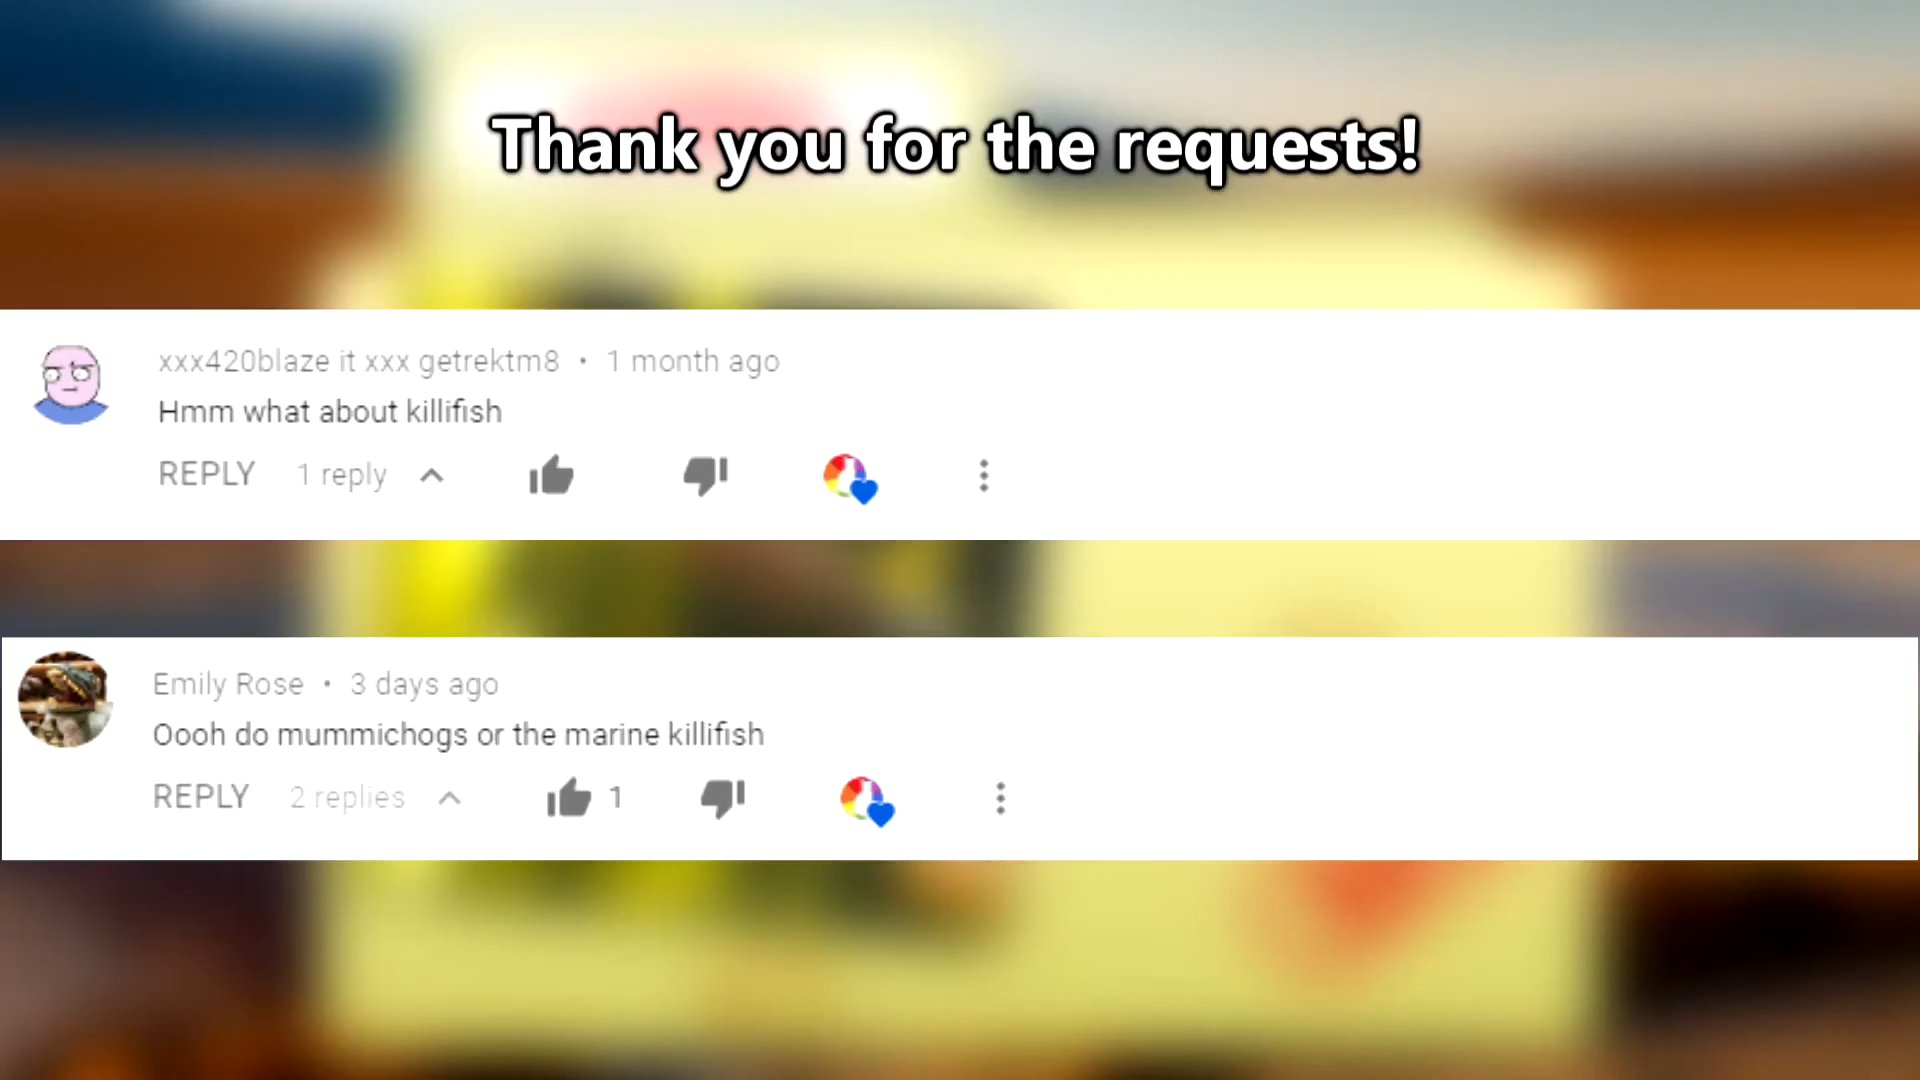 Thank you for the requests!
xxx420blaze it xxx getrektm8 • 1 month ago
Hmm what about killifish
REPLY 1 reply
Emily Rose • 3 days ago
Oooh do mummichogs or the marine killifish
REPLY 2 replies 1